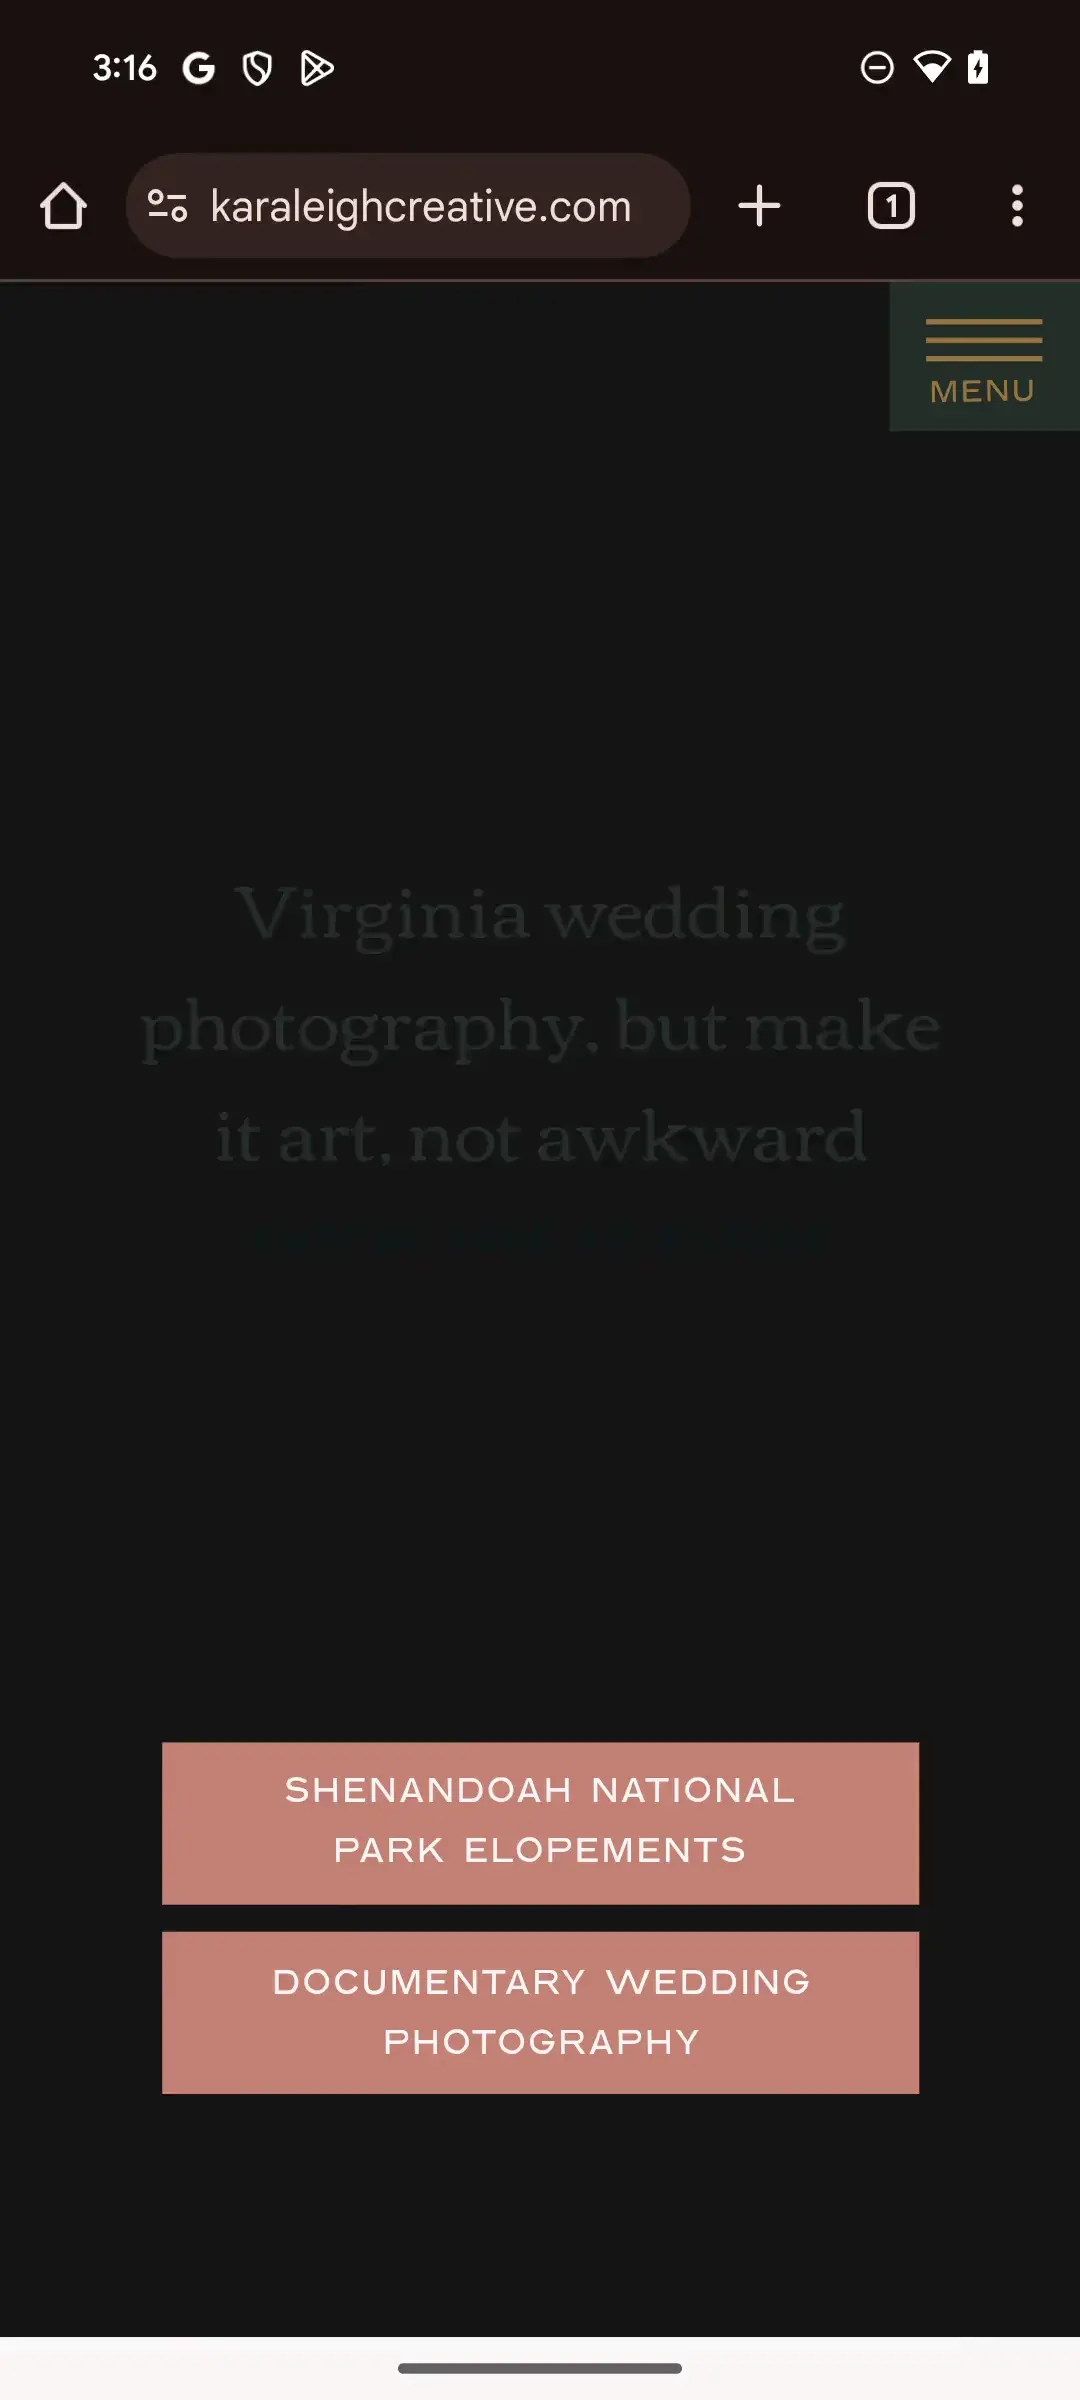 3:16
karaleighcreative.com
1
MENU
Virginia wedding
photography, but make
it art, not awkward
SHENANDOAH NATIONAL
PARK ELOPEMENTS
DOCUMENTARY WEDDING
PHOTOGRAPHY